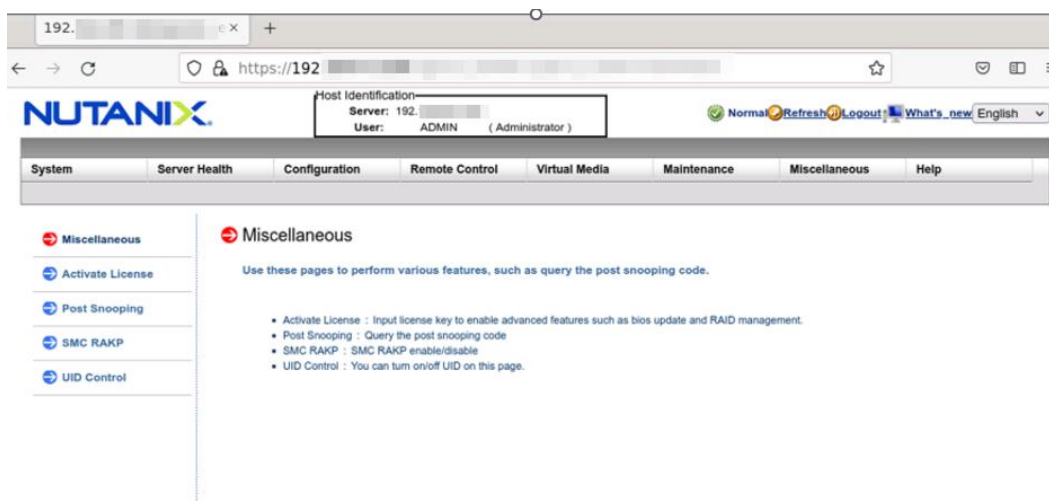 192.
https://192
NUTANIX
Host Identification
Server: 192.
User: ADMIN ( Administrator )
Normal Refresh Logout What's_new English
System Server Health Configuration Remote Control Virtual Media Maintenance Miscellaneous Help
Miscellaneous
Activate License
Post Snooping
SMC RAKP
UID Control
Miscellaneous
Use these pages to perform various features, such as query the post snooping code.
Activate License : Input license key to enable advanced features such as bios update and RAID management.
Post Snooping : Query the post snooping code
SMC RAKP : SMC RAKP enable/disable
UID Control : You can turn on/off UID on this page.